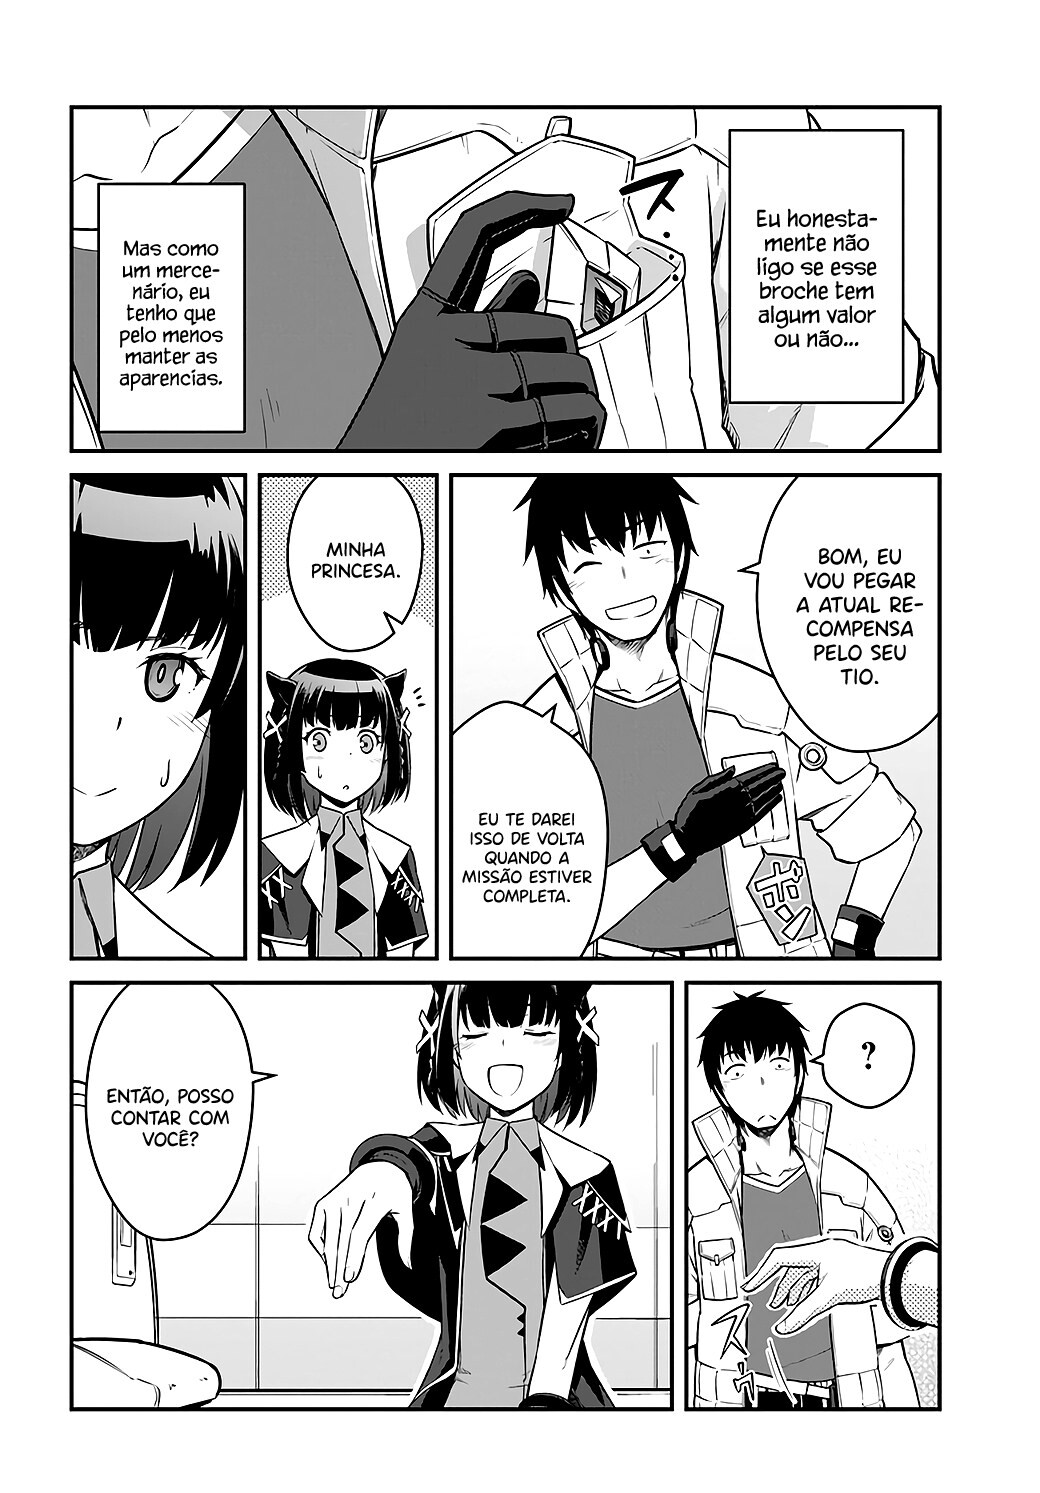 Eu honesta-
mente não
ligo se esse
broche tem
algum valor
ou não...
ス
Mas como
um merce-
nário, eu
tenho que
pelo menos
manter as
aparencias.
BOM, EU
VOU PEGAR
A ATUAL RE-
COMPENSA
PELO SEU
TIO.
EU TE DAREI
ISSO DE VOLTA
QUANDO A
MISSÃO ESTIVER
COMPLETA.
ポン
MINHA
PRINCESA.
?
スッ
ENTÃO, POSSO
CONTAR COM
VOCÊ?